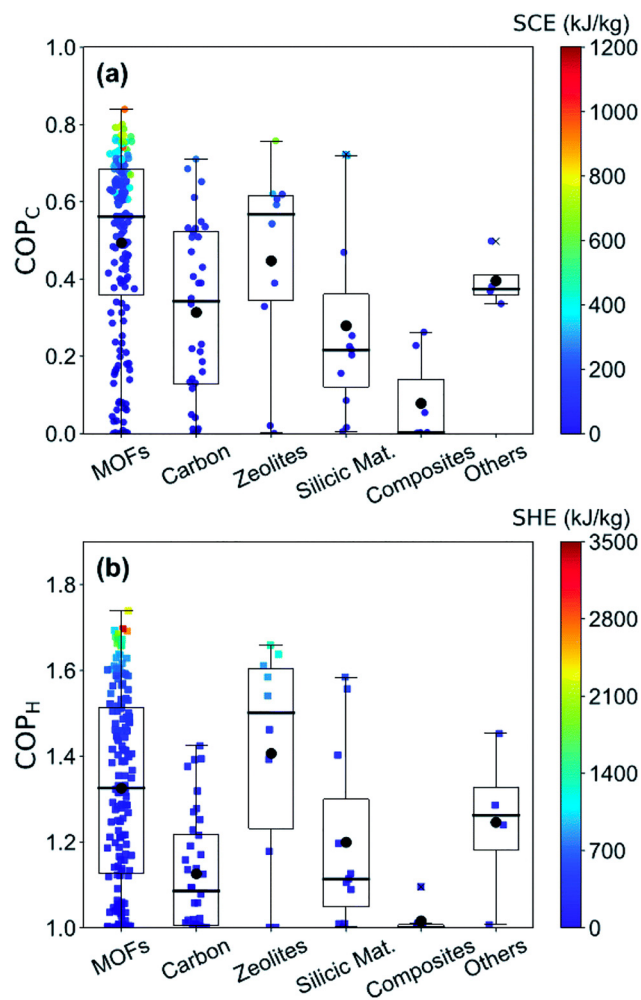 SCE (kJ/kg)
(a)
1.0
0.8
0.6
0.4
0.2
0.0
COP_C
MOFs
Carbon
Zeolites
Silicic Mat.
Composites
Others
1200
1000
800
600
400
200
0
SHE (kJ/kg)
(b)
1.8
1.6
1.4
1.2
1.0
COP_H
MOFs
Carbon
Zeolites
Silicic Mat.
Composites
Others
3500
2800
2100
1400
700
0